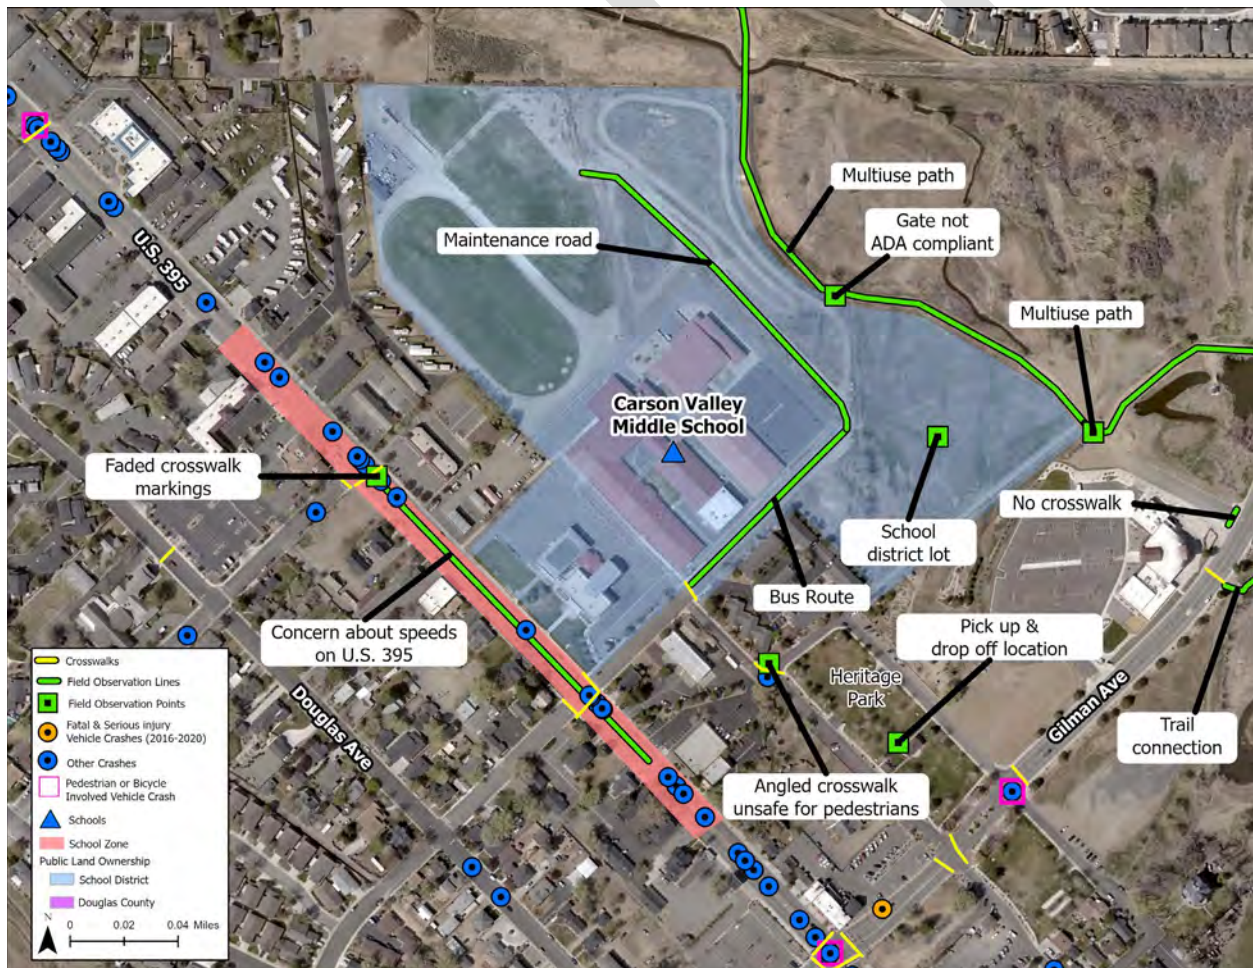 Multiuse path
Gate not
ADA compliant
Maintenance road
U.S. 395
Multiuse path
Carson Valley
Middle School
Faded crosswalk
markings
No crosswalk
School
district lot
Bus Route
Concern about speeds
on U.S. 395
Pick up &
drop off location
Heritage
Park
Gilman Ave
Douglas Ave
Trail
connection
Angled crosswalk
unsafe for pedestrians
Crosswalks
Field Observation Lines
Field Observation Points
Fatal & Serious injury
Vehicle Crashes (2016-2020)
Other Crashes
Pedestrian or Bicycle
Involved Vehicle Crash
Schools
School Zone
Public Land Ownership
School District
Douglas County
N
0 0.02 0.04 Miles